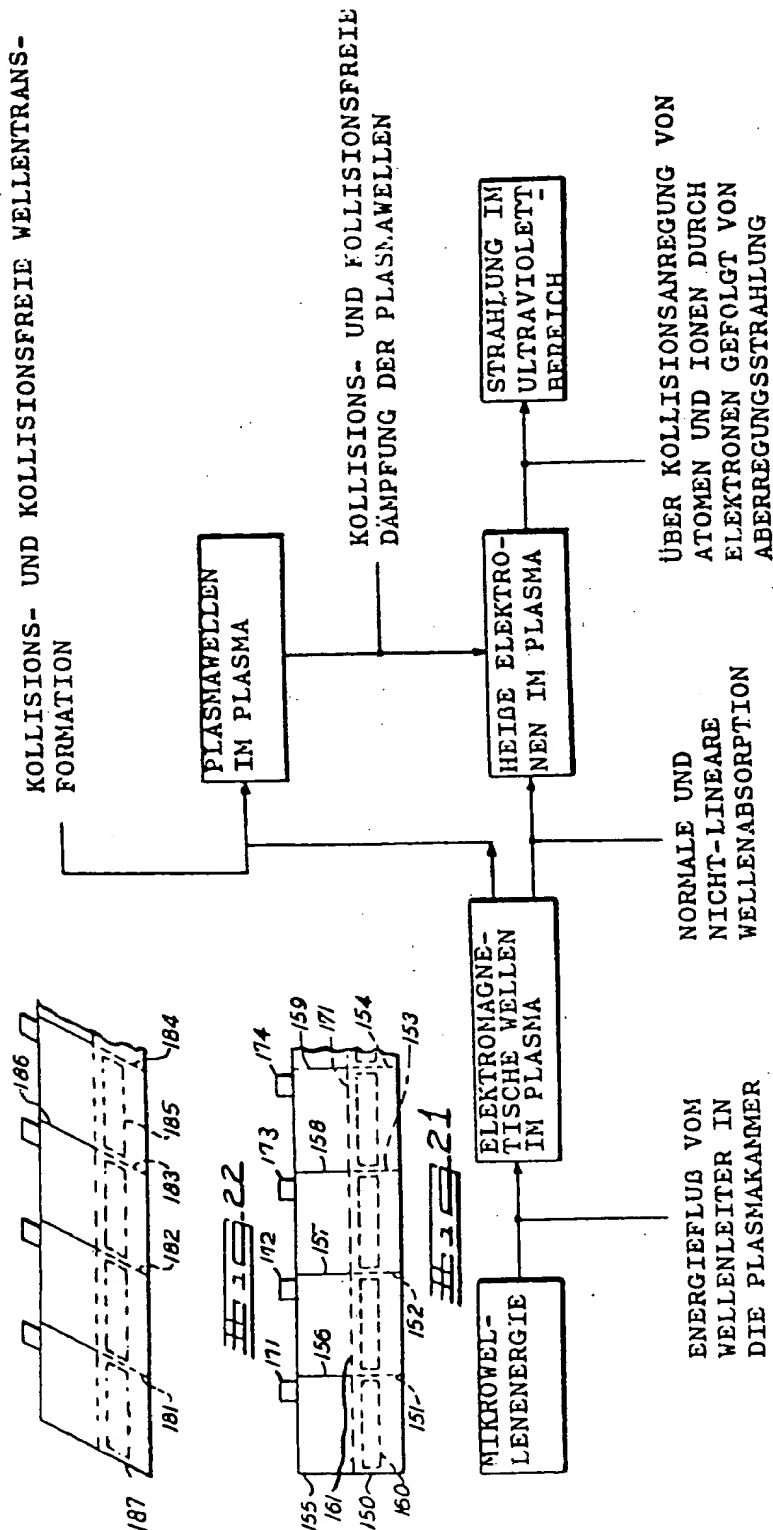 186
187
181
182
183
185
184
Fig-22
171
172
173
174
155
161
150
160
156
157
158
159
171
154
153
151
152
Fig-21
KOLLISIONS- UND KOLLISIONSFREIE WELLENTRANS-
FORMATION
PLASMAWELLEN
IM PLASMA
KOLLISIONS- UND KOLLISIONSFREIE
DÄMPFUNG DER PLASMAWELLEN
MIKROWEL-
LENENERGIE
ELEKTROMAGNE-
TISCHE WELLEN
IM PLASMA
HEIßE ELEKTRO-
NEN IM PLASMA
STRAHLUNG IM
ULTRAVIOLETT-
BEREICH
ENERGIEFLUß VOM
WELLENLEITER IN
DIE PLASMAKAMMER
NORMALE UND
NICHT-LINEARE
WELLENABSORPTION
ÜBER KOLLISIONSANREGUNG VON
ATOMEN UND IONEN DURCH
ELEKTRONEN GEFOLGT VON
ABERREGUNGSSTRAHLUNG